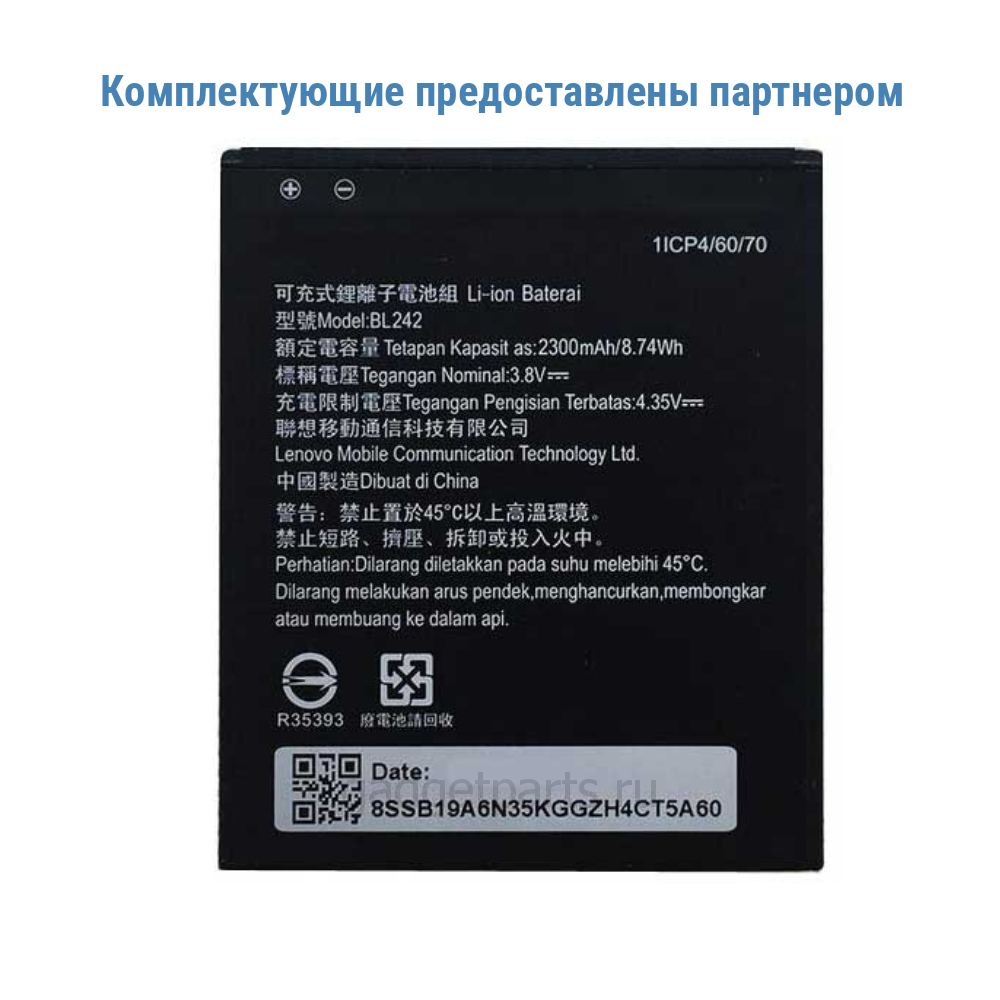 Комплектующие предоставлены партнером
1ICP4/60/70
可充式鋰離子電池組 Li-ion Baterai
型號Model:BL242
額定電容量 Tetapan Kapasit as:2300mAh/8.74Wh
標稱電壓Tegangan Nominal:3.8V⎓
充電限制電壓Tegangan Pengisian Terbatas:4.35V⎓
聯想移動通信科技有限公司
Lenovo Mobile Communication Technology Ltd.
中國製造Dibuat di China
警告：禁止置於45°C以上高溫環境。
禁止短路、擠壓、拆卸或投入火中。
Perhatian:Dilarang diletakkan pada suhu melebihi 45°C.
Dilarang melakukan arus pendek,menghancurkan,membongkar
atau membuang ke dalam api.
R35393 廢電池請回收
Date:
gadgetparts.ru
8SSB19A6N35KGGZH4CT5A60